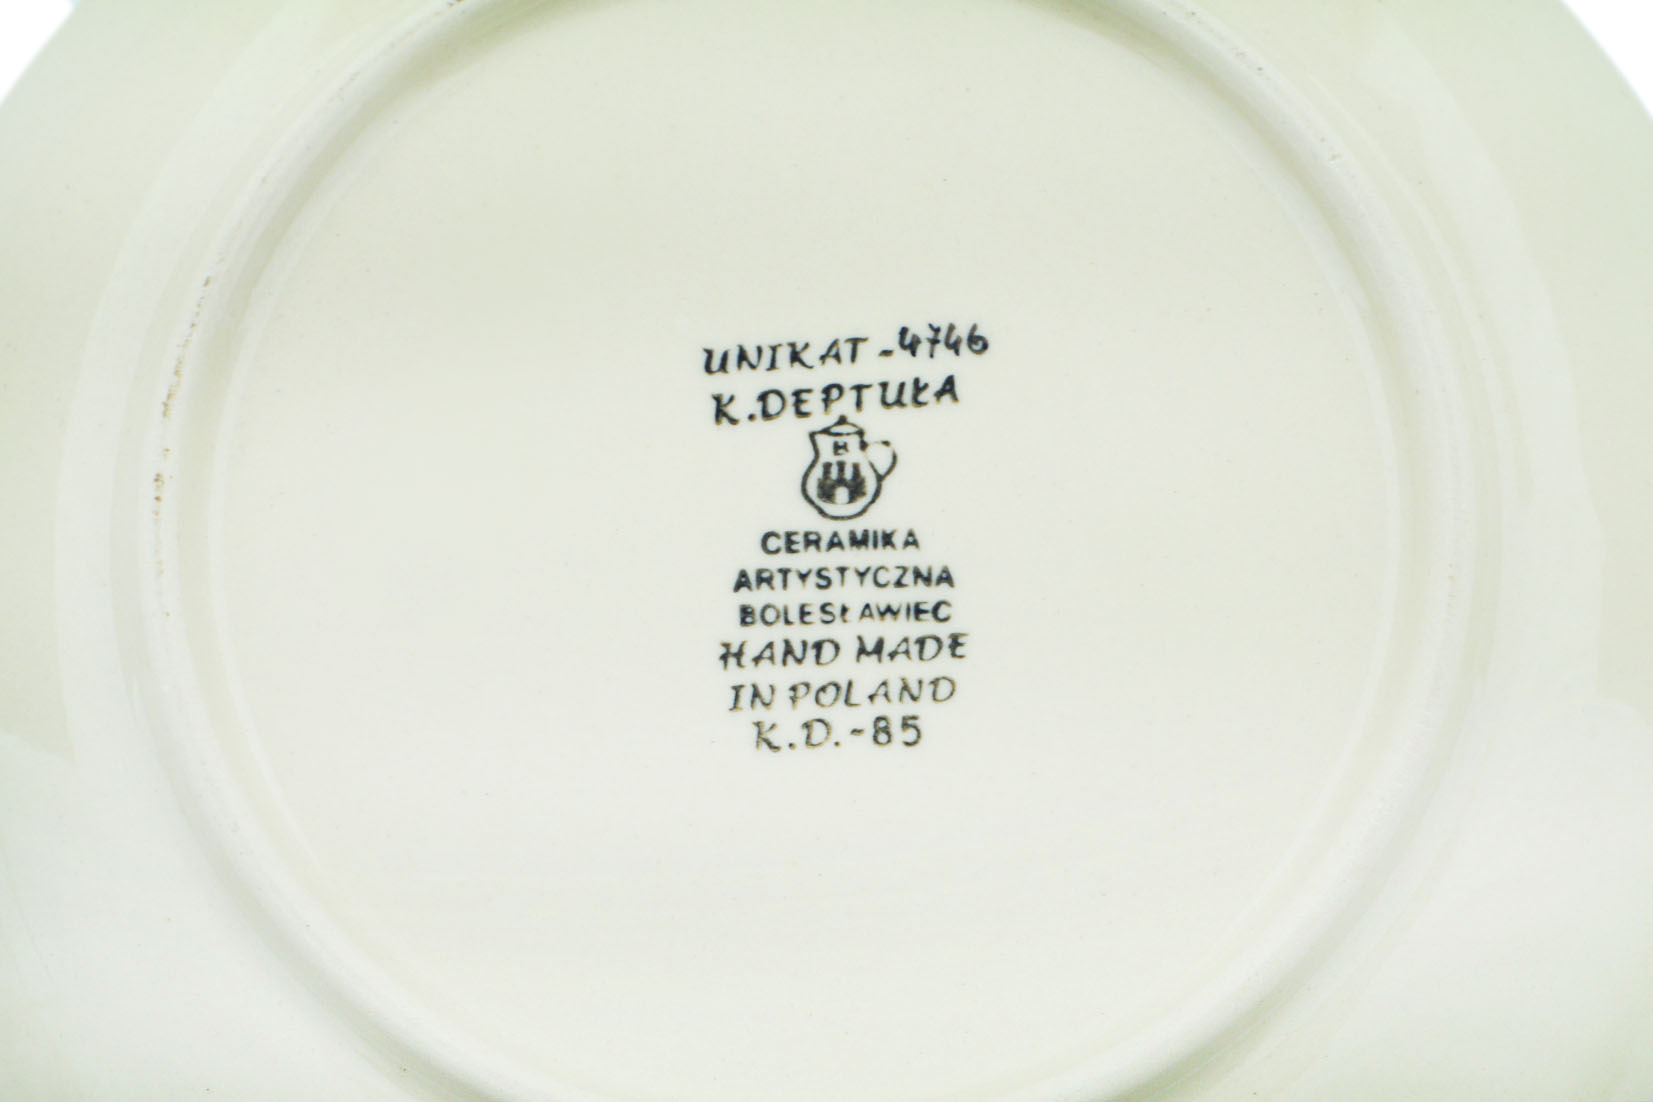 UNIKAT -4746
K.DEPTUŁA
B
CERAMIKA
ARTYSTYCZNA
BOLESŁAWIEC
HAND MADE
IN POLAND
K.D.-85